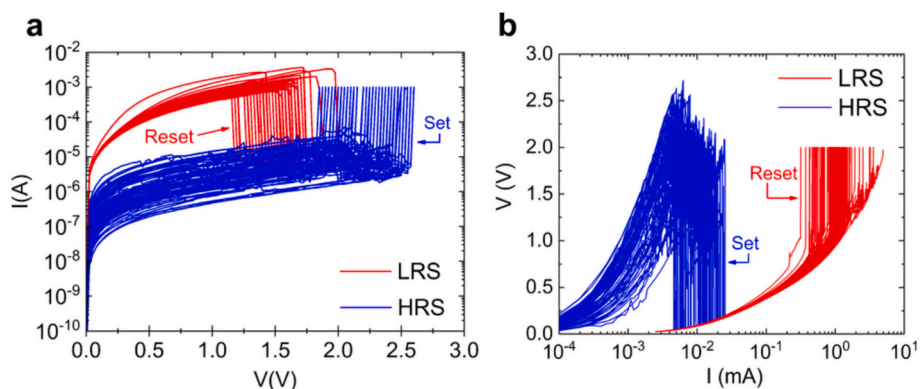 a
I(A)
10⁻²
10⁻³
10⁻⁴
10⁻⁵
10⁻⁶
10⁻⁷
10⁻⁸
10⁻⁹
10⁻¹⁰
Reset
Set
LRS
HRS
0.0 0.5 1.0 1.5 2.0 2.5 3.0
V(V)
b
V (V)
3.0
2.5
2.0
1.5
1.0
0.5
0.0
LRS
HRS
Reset
Set
10⁻⁴ 10⁻³ 10⁻² 10⁻¹ 10⁰ 10¹
I (mA)